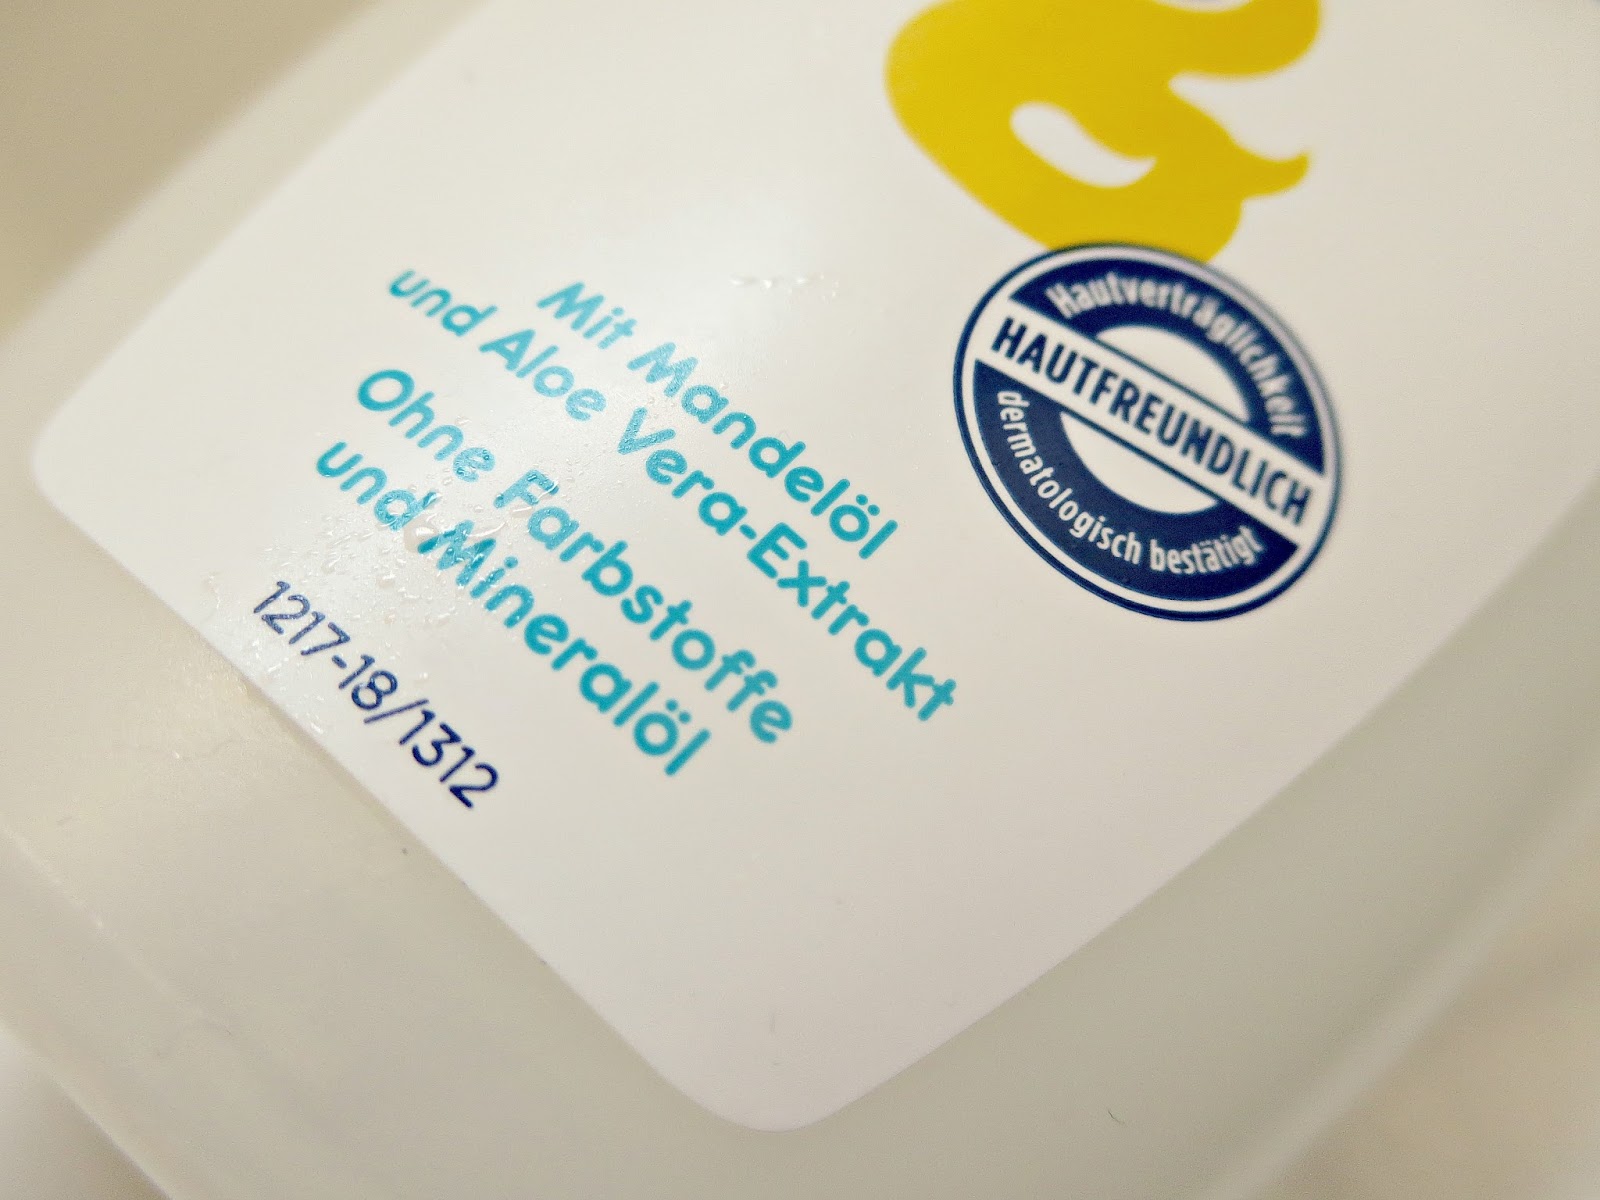 Hautverträglichkeit
HAUTFREUNDLICH
dermatologisch bestätigt
Mit Mandelöl
und Aloe Vera-Extrakt
Ohne Farbstoffe
und Mineralöl
1217-18/1312